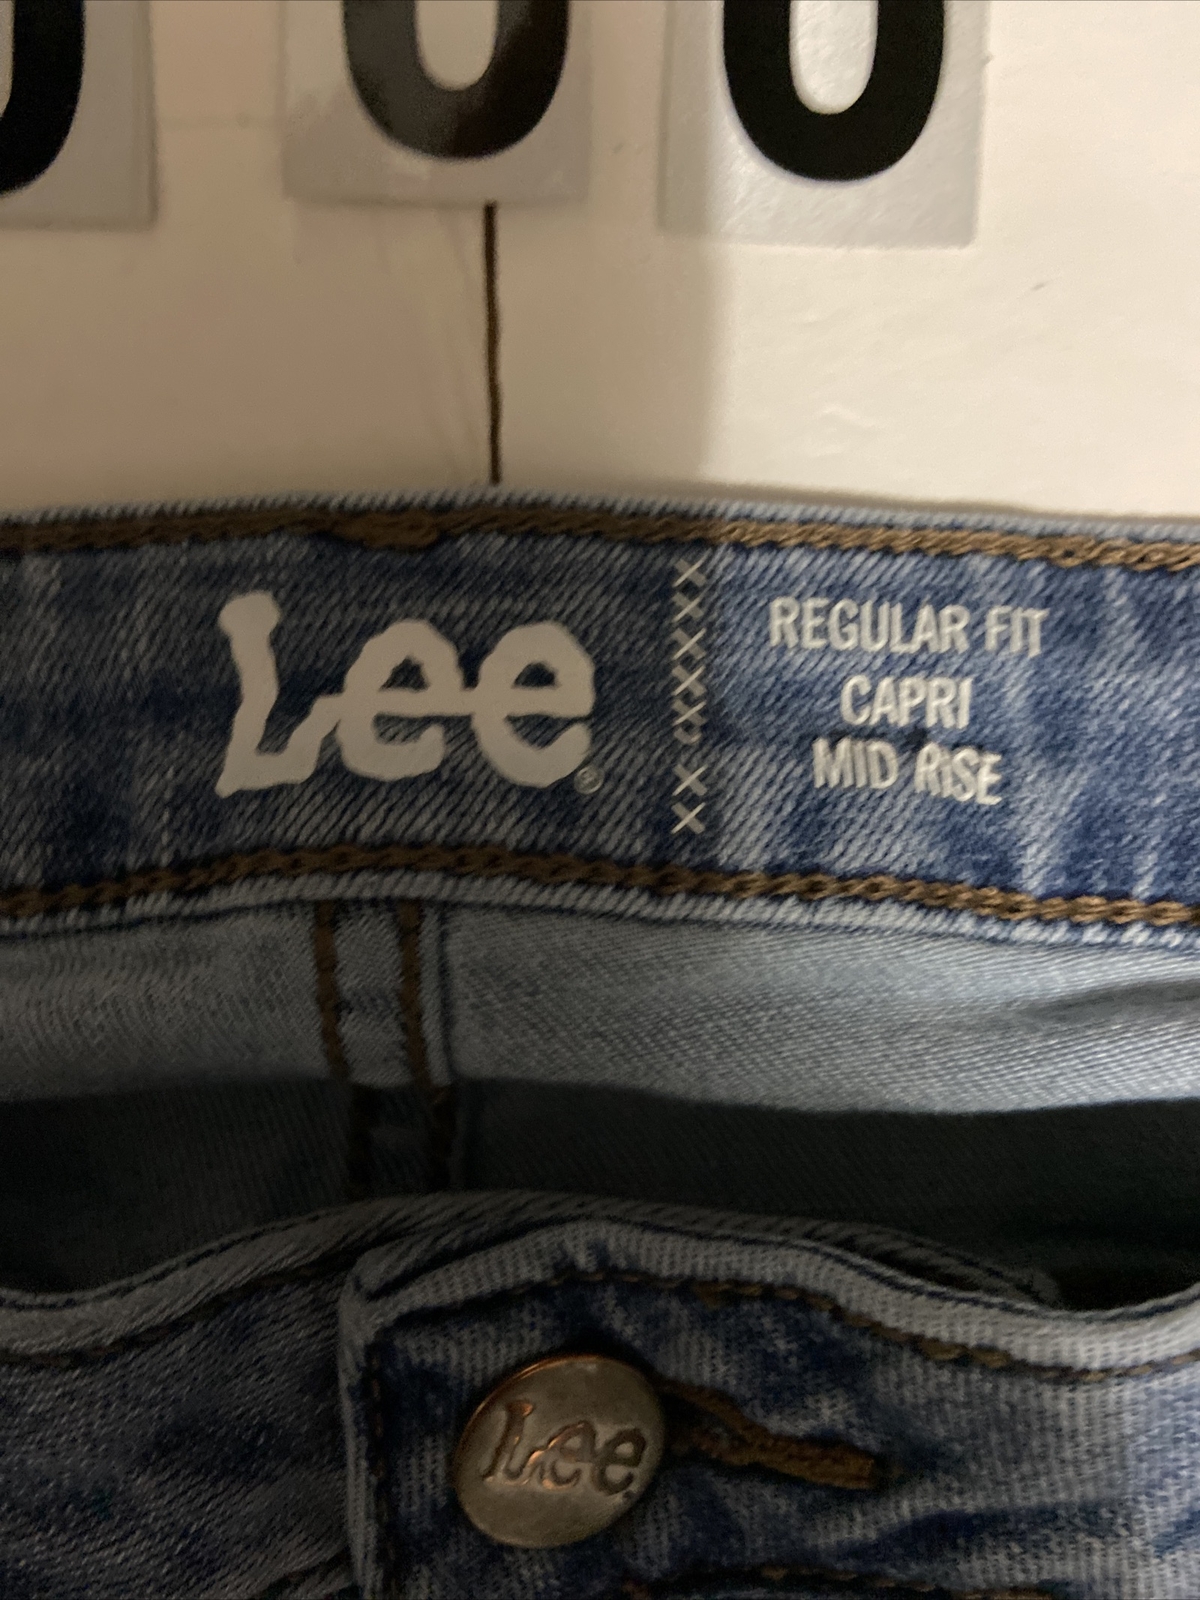 Lee®
REGULAR FIT
CAPRI
MID RISE
Lee